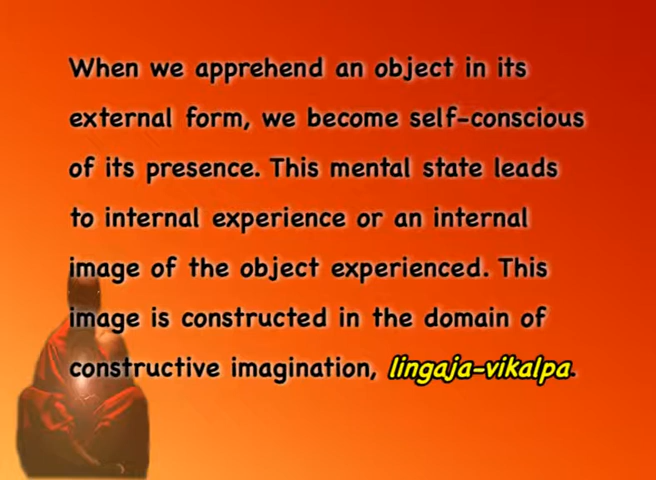 When we apprehend an object in its
external form, we become self-conscious
of its presence. This mental state leads
to internal experience or an internal
image of the object experienced. This
image is constructed in the domain of
constructive imagination, lingaja-vikalpa.